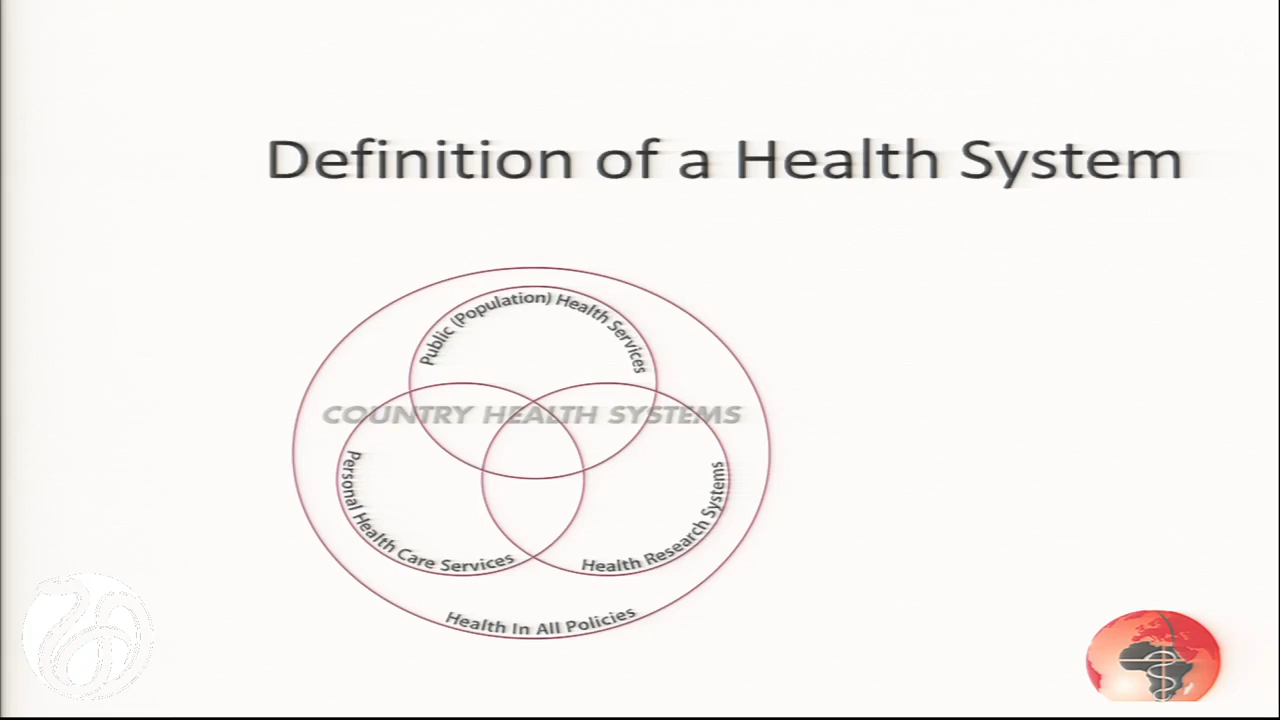 Definition of a Health System
Public (Population) Health Services
COUNTRY HEALTH SYSTEMS
Personal Health Care Services
Health Research Systems
Health In All Policies